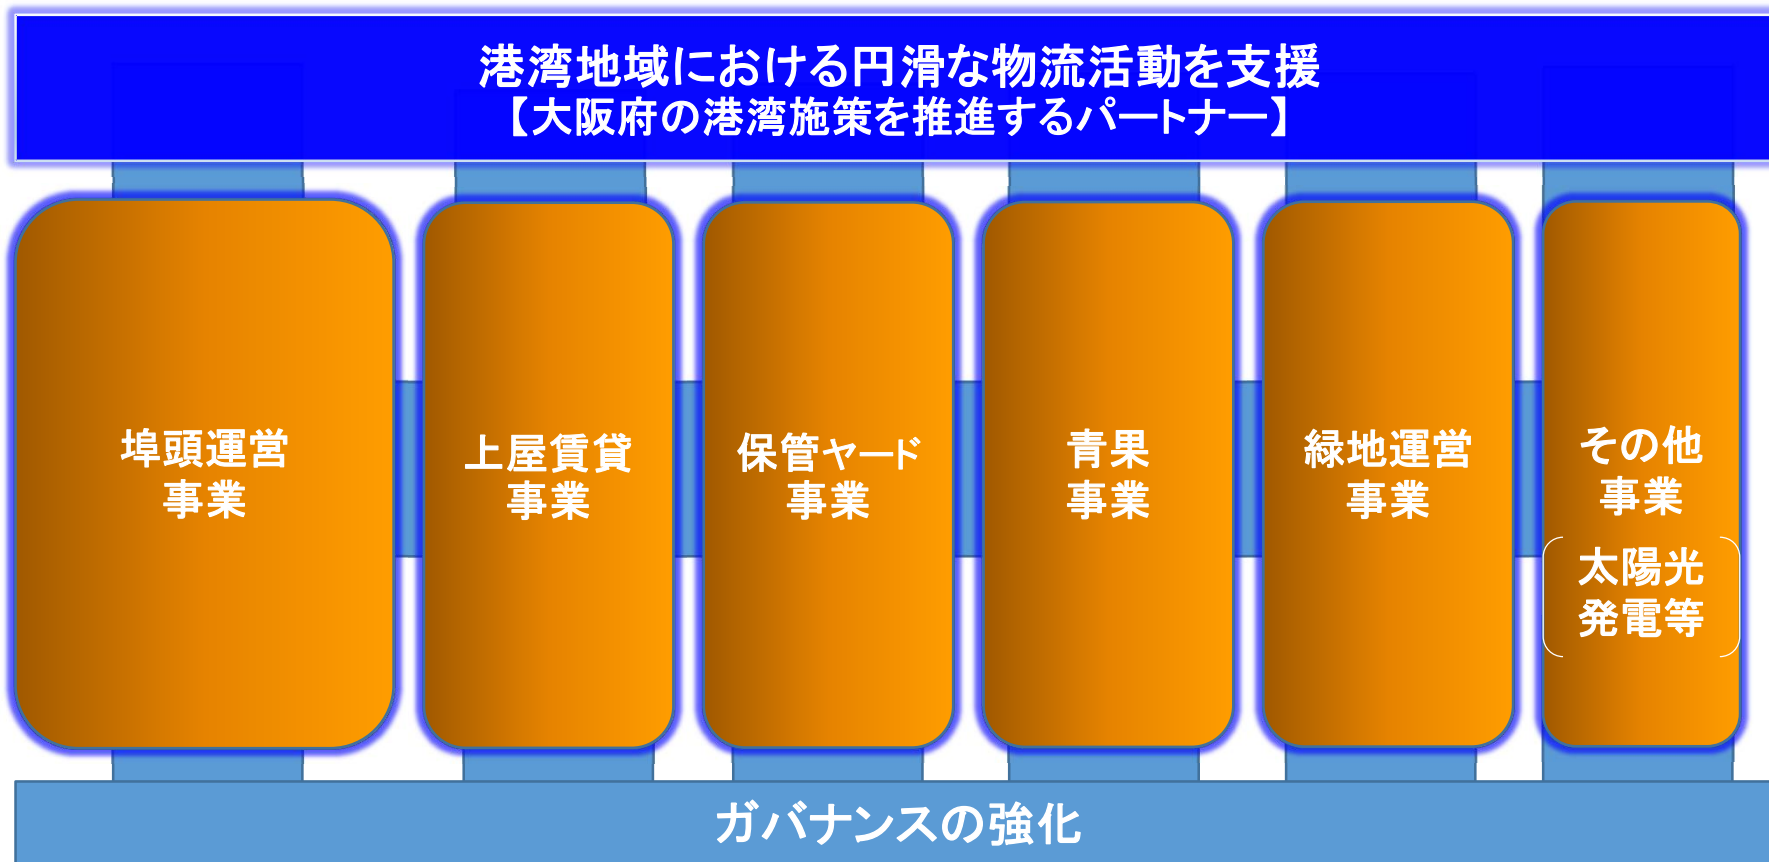 港湾地域における円滑な物流活動を支援
【大阪府の港湾施策を推進するパートナー】
埠頭運営
事業
上屋賃貸
事業
保管ヤード
事業
青果
事業
緑地運営
事業
その他
事業
太陽光
発電等
ガバナンスの強化